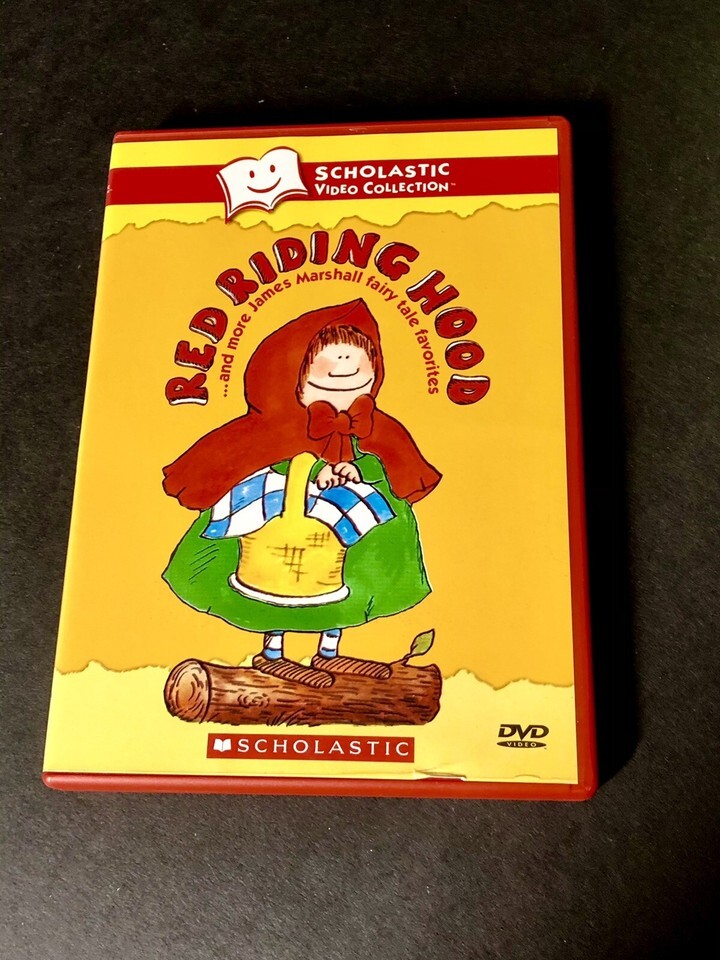 SCHOLASTIC
VIDEO COLLECTION™
RED RIDING HOOD
...and more James Marshall fairy tale favorites
SCHOLASTIC
DVD
VIDEO